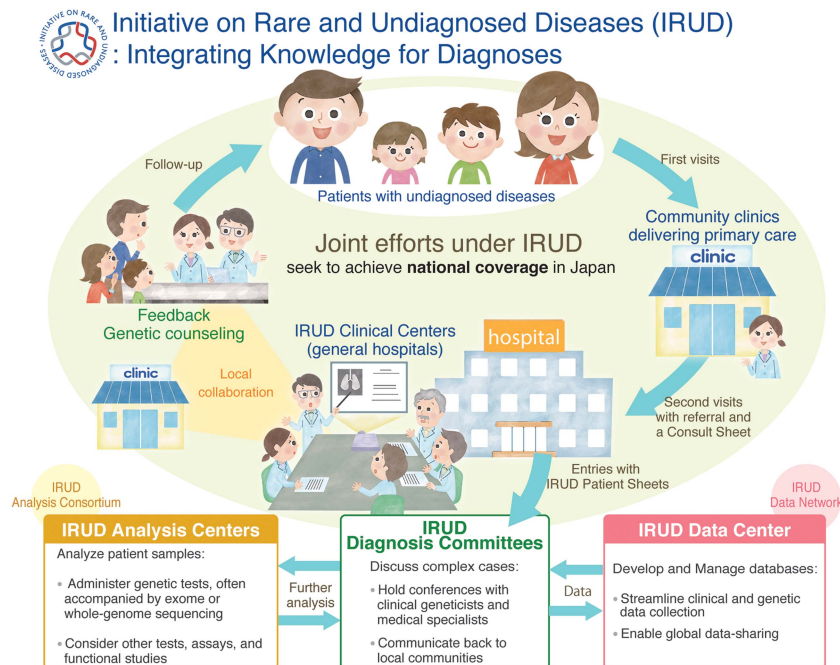 INITIATIVE ON RARE AND UNDIAGNOSED DISEASES
Initiative on Rare and Undiagnosed Diseases (IRUD)
: Integrating Knowledge for Diagnoses
Follow-up
First visits
Patients with undiagnosed diseases
Community clinics
delivering primary care
clinic
Joint efforts under IRUD
seek to achieve national coverage in Japan
Feedback
Genetic counseling
IRUD Clinical Centers
(general hospitals)
hospital
clinic
Local
collaboration
Second visits
with referral and
a Consult Sheet
Entries with
IRUD Patient Sheets
IRUD
Analysis Consortium
IRUD
Data Network
IRUD Analysis Centers
Analyze patient samples:
• Administer genetic tests, often
accompanied by exome or
whole-genome sequencing
• Consider other tests, assays, and
functional studies
Further
analysis
IRUD
Diagnosis Committees
Discuss complex cases:
• Hold conferences with
clinical geneticists and
medical specialists
• Communicate back to
local communities
Data
IRUD Data Center
Develop and Manage databases:
• Streamline clinical and genetic
data collection
• Enable global data-sharing